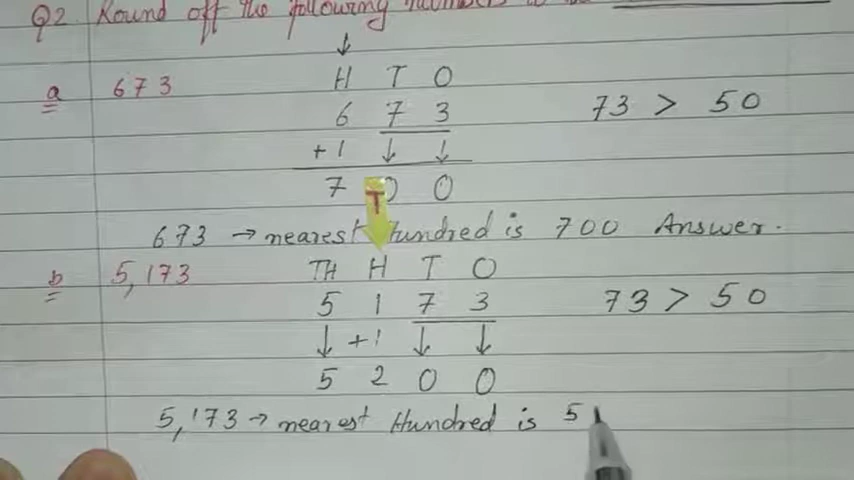 Q2 Round off the following numbers to
↓
a 673 H T O
6 7 3 73 > 50
+1 ↓ ↓
7 0 0
T
673 → nearest Hundred is 700 Answer.
b 5,173 TH H T O
5 1 7 3 73 > 50
↓ +1 ↓ ↓
5 2 0 0
5,173 → nearest Hundred is 5